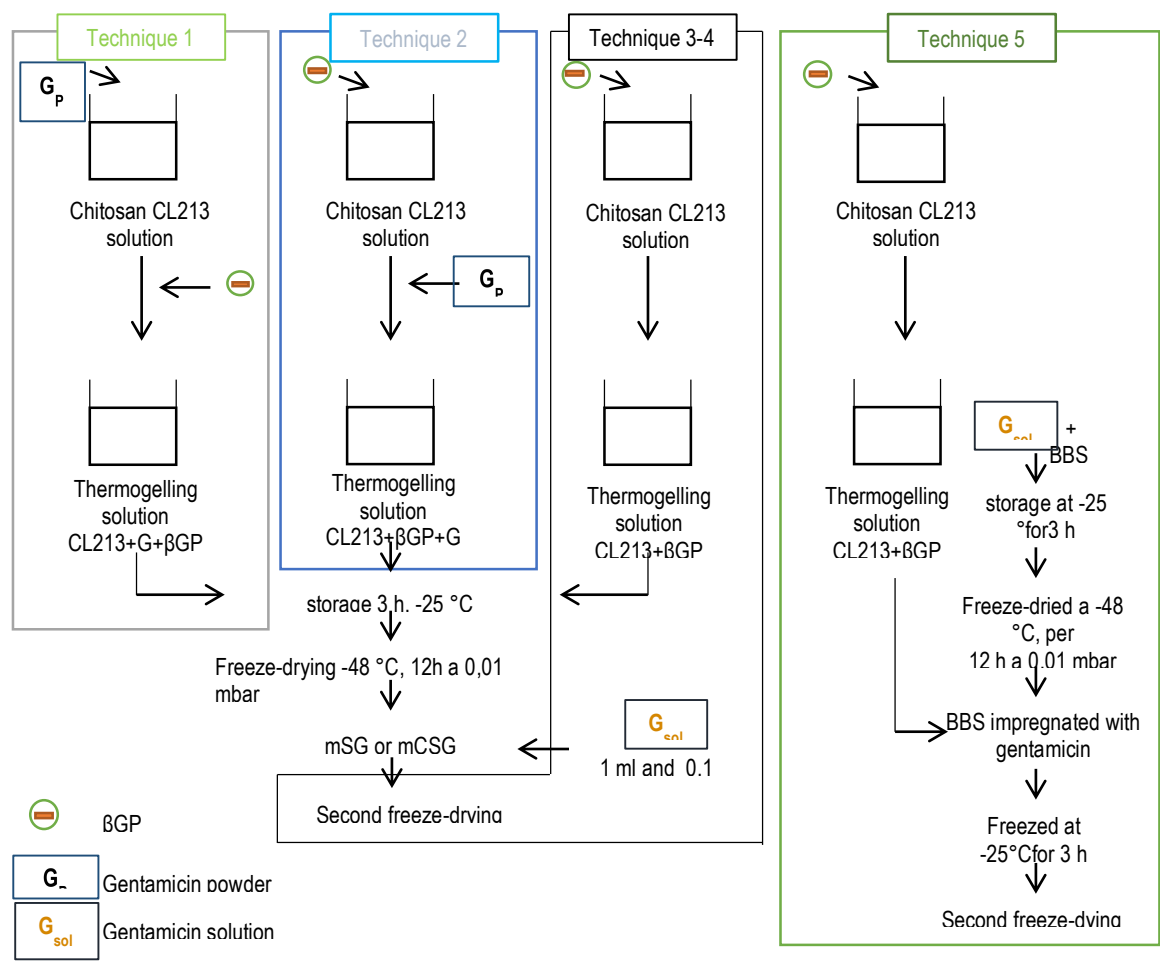 Technique 1
G
p
Chitosan CL213
solution
Thermogelling
solution
CL213+G+βGP
Technique 2
Chitosan CL213
solution
G
p
Thermogelling
solution
CL213+βGP+G
storage 3 h. -25 °C
Freeze-drying -48 °C, 12h a 0,01
mbar
mSG or mCSG
Second freeze-drying
Technique 3-4
Chitosan CL213
solution
Thermogelling
solution
CL213+βGP
G
sol
1 ml and 0.1
Technique 5
Chitosan CL213
solution
Thermogelling
solution
CL213+βGP
G
sol
+
BBS
storage at -25
°for3 h
Freeze-dried a -48
°C, per
12 h a 0.01 mbar
BBS impregnated with
gentamicin
Freezed at
-25°Cfor 3 h
Second freeze-dying
ßGP
G
Gentamicin powder
G
sol
Gentamicin solution